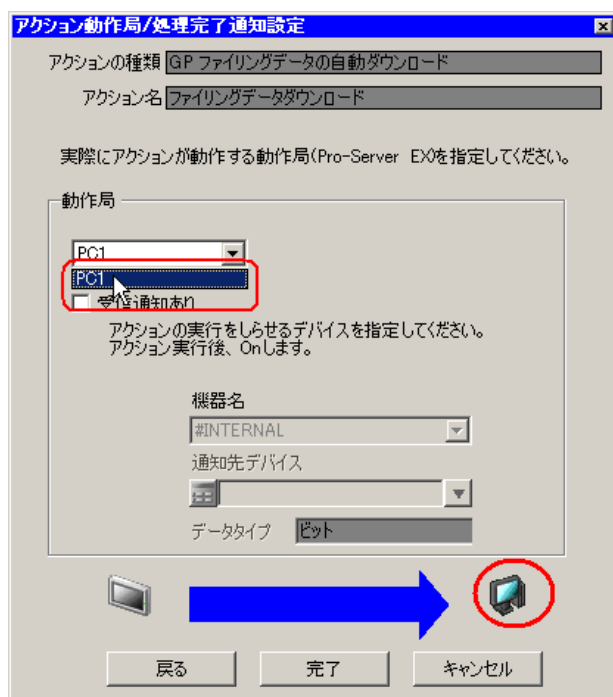 アクション動作局/処理完了通知設定
アクションの種類 GP ファイリングデータの自動ダウンロード
アクション名 ファイリングデータダウンロード
実際にアクションが動作する動作局(Pro-Server EX)を指定してください。
動作局
PC1
PC1
受信通知あり
アクションの実行をしらせるデバイスを指定してください。
アクション実行後、Onします。
機器名
#INTERNAL
通知先デバイス
データタイプ ビット
戻る 完了 キャンセル